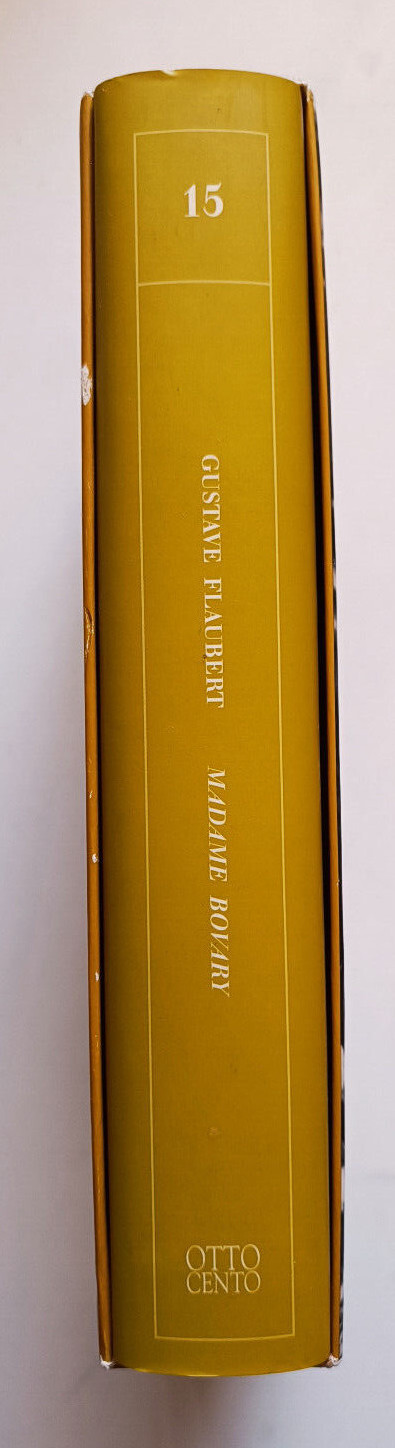 15
GUSTAVE FLAUBERT MADAME BOVARY
OTTO
CENTO